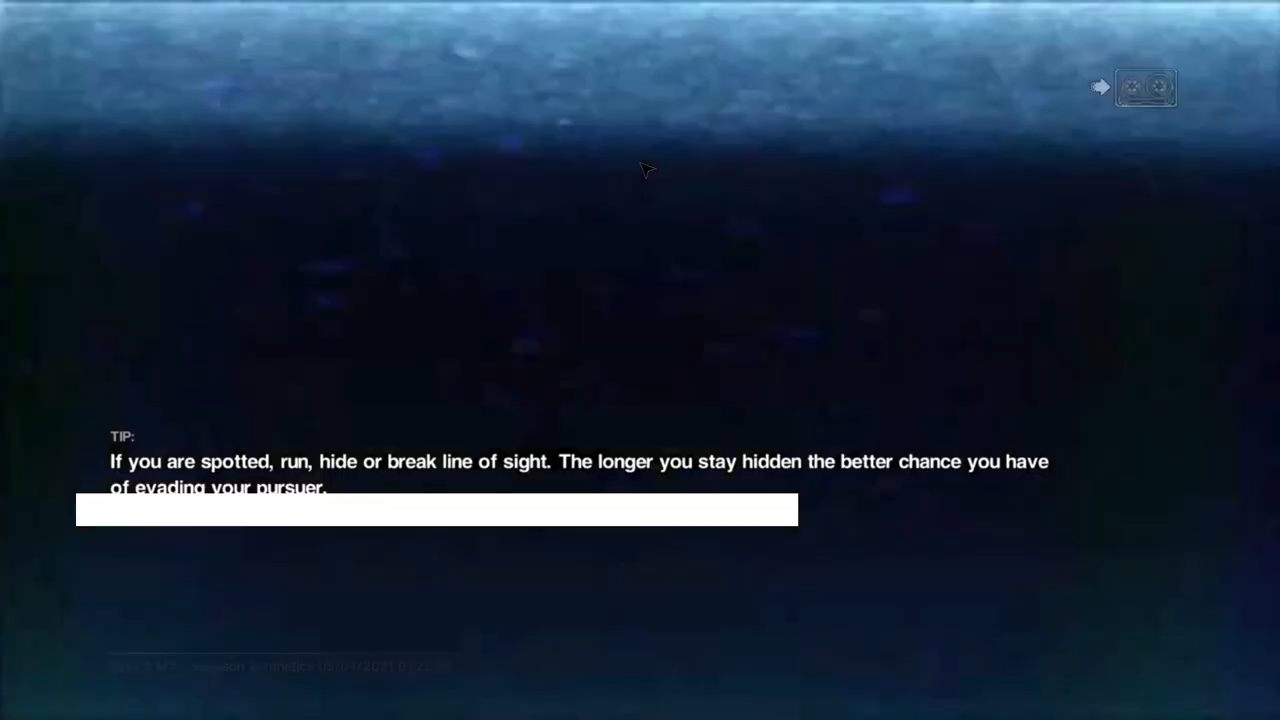 TIP:
If you are spotted, run, hide or break line of sight. The longer you stay hidden the better chance you have
of evading your pursuer.